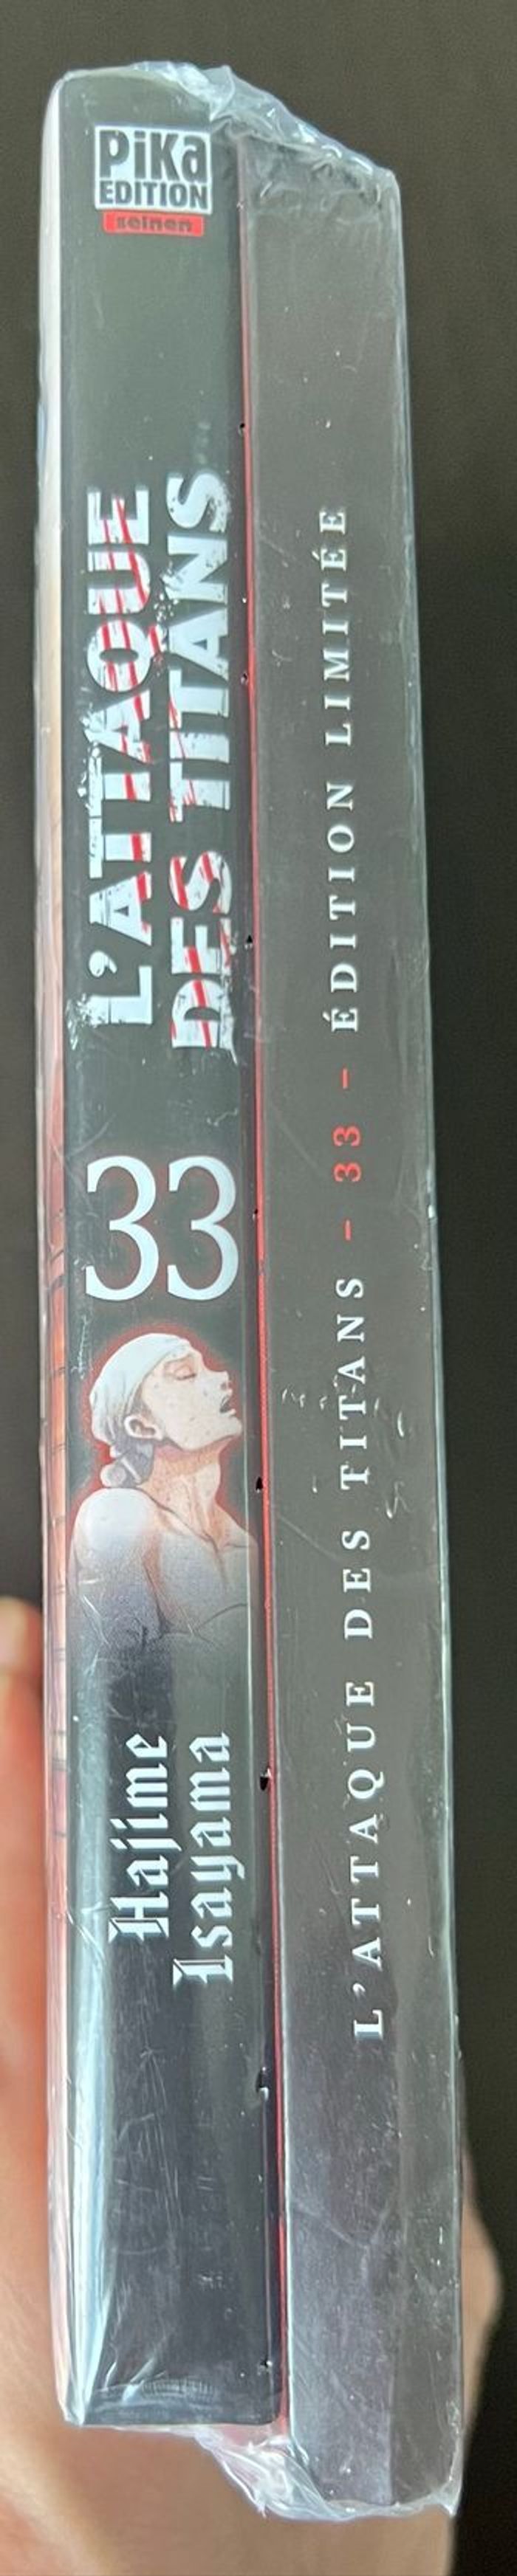 PiKa
EDITION
seinen
L'ATTAQUE
DES TITANS
33
Hajime
Isayama
L'ATTAQUE DES TITANS - 33 - ÉDITION LIMITÉE